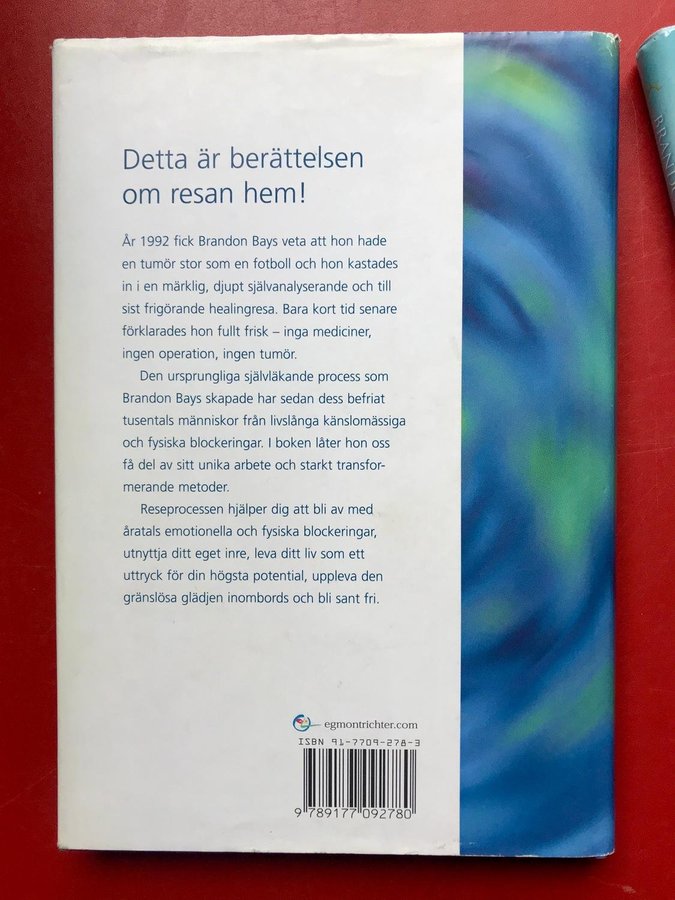 Detta är berättelsen
om resan hem!
År 1992 fick Brandon Bays veta att hon hade
en tumör stor som en fotboll och hon kastades
in i en märklig, djupt självanalyserande och till
sist frigörande healingresa. Bara kort tid senare
förklarades hon fullt frisk – inga mediciner,
ingen operation, ingen tumör.
Den ursprungliga självläkande process som
Brandon Bays skapade har sedan dess befriat
tusentals människor från livslånga känslomässiga
och fysiska blockeringar. I boken låter hon oss
få del av sitt unika arbete och starkt transfor-
merande metoder.
Reseprocessen hjälper dig att bli av med
åratals emotionella och fysiska blockeringar,
utnyttja ditt eget inre, leva ditt liv som ett
uttryck för din högsta potential, uppleva den
gränslösa glädjen inombords och bli sant fri.
egmontrichter.com
ISBN 91-7709-278-3
9 789177 092780